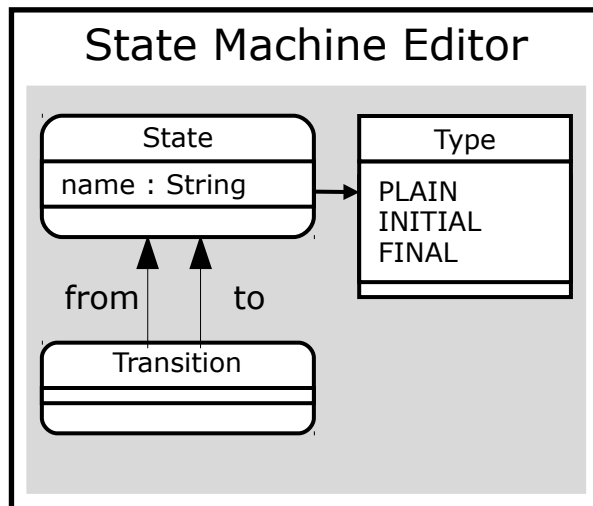 State Machine Editor
State
name : String
Type
PLAIN
INITIAL
FINAL
from
to
Transition